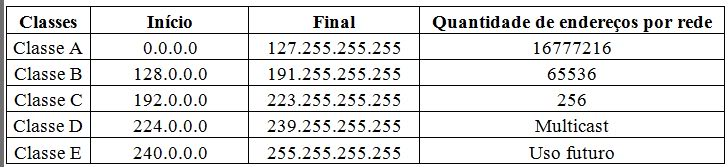 Classes Início Final Quantidade de endereços por rede
Classe A 0.0.0.0 127.255.255.255 16777216
Classe B 128.0.0.0 191.255.255.255 65536
Classe C 192.0.0.0 223.255.255.255 256
Classe D 224.0.0.0 239.255.255.255 Multicast
Classe E 240.0.0.0 255.255.255.255 Uso futuro